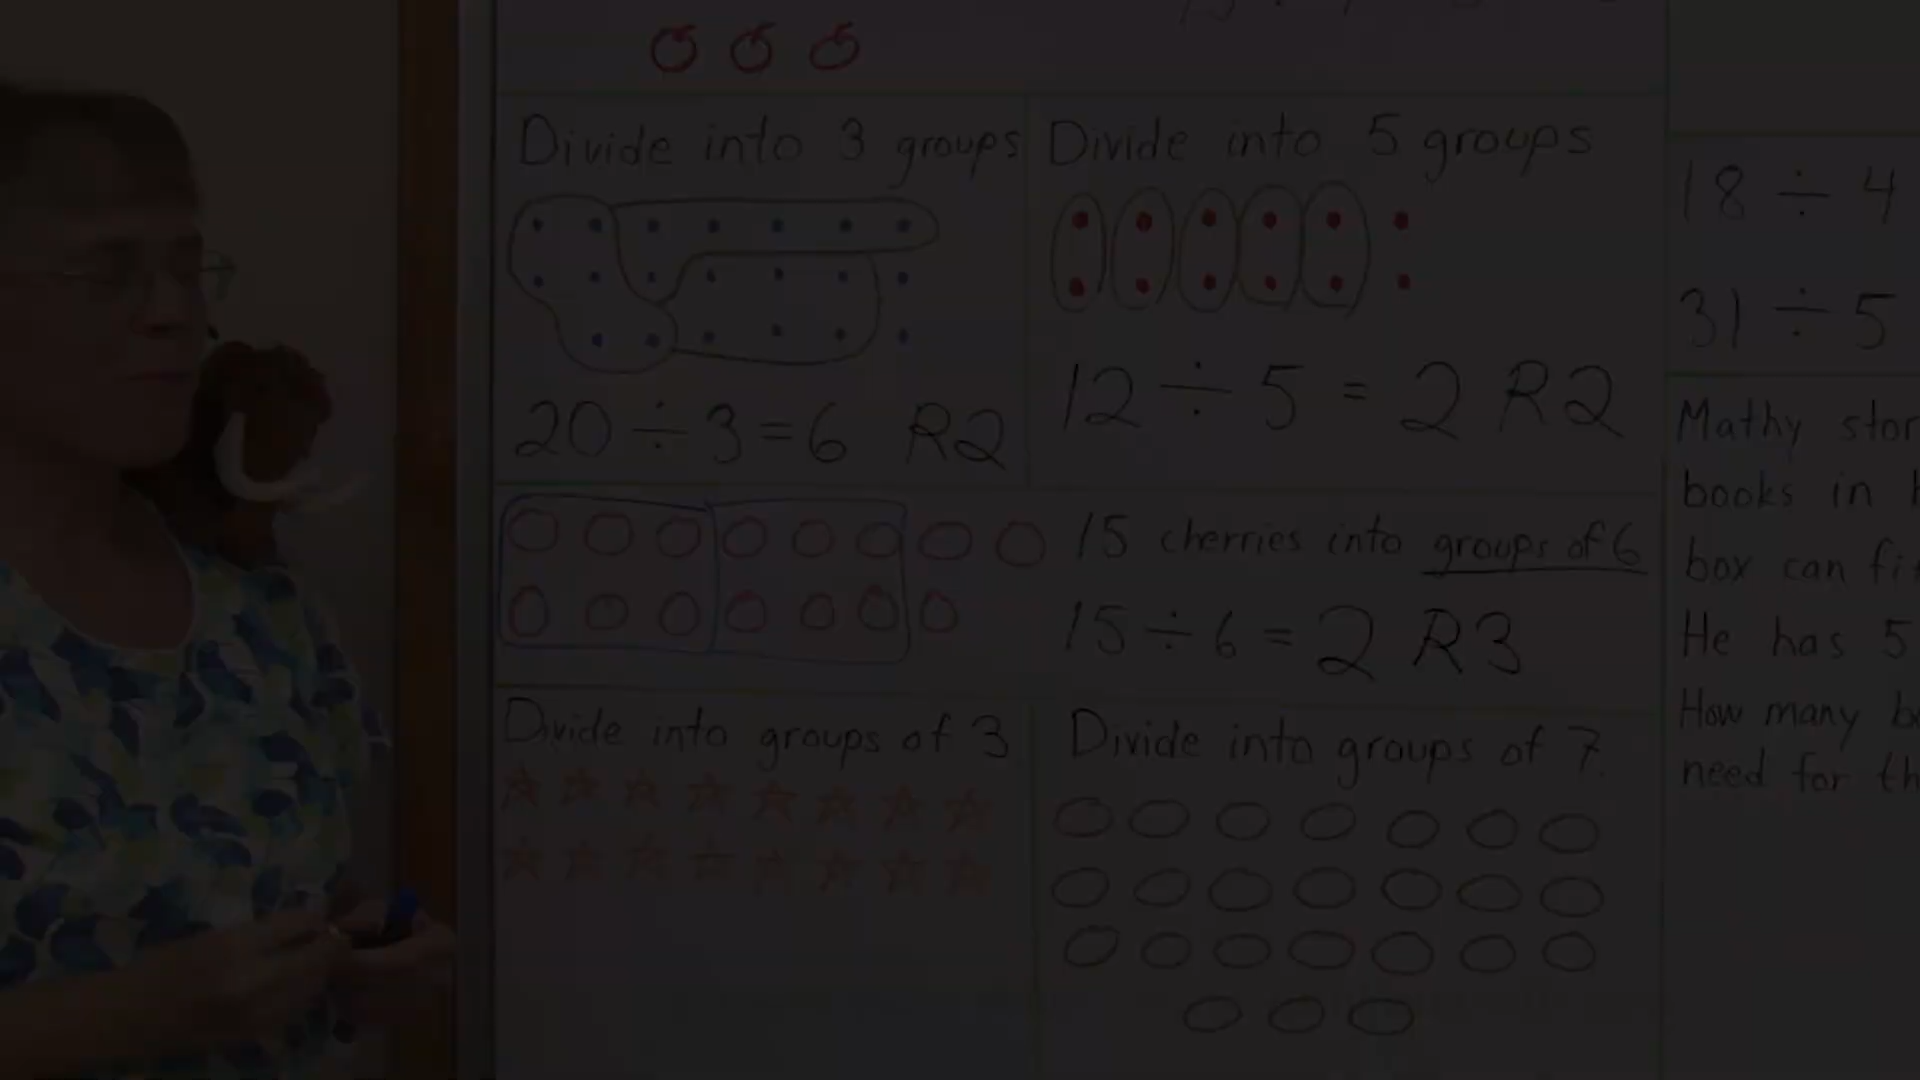 Divide into 3 groups
20 ÷ 3 = 6 R2
Divide into 5 groups
12 ÷ 5 = 2 R2
15 cherries into groups of 6
15 ÷ 6 = 2 R3
Divide into groups of 3
Divide into groups of 7
18 ÷ 4
31 ÷ 5
Mathy
books in
box can
He has 5
How many
need for